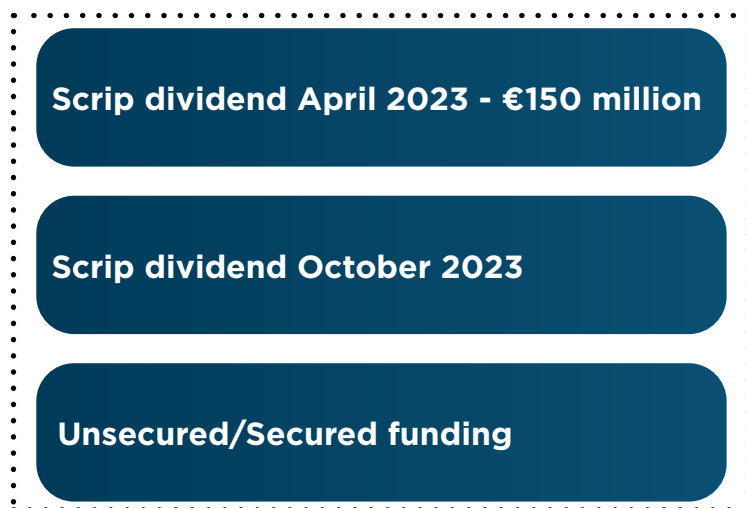 Scrip dividend April 2023 - €150 million
Scrip dividend October 2023
Unsecured/Secured funding